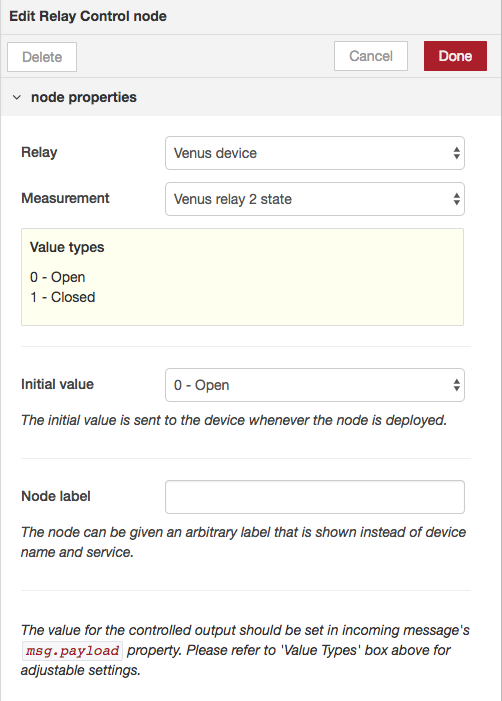 Edit Relay Control node
Delete
Cancel
Done
node properties
Relay
Venus device
Measurement
Venus relay 2 state
Value types
0 - Open
1 - Closed
Initial value
0 - Open
The initial value is sent to the device whenever the node is deployed.
Node label
The node can be given an arbitrary label that is shown instead of device
name and service.
The value for the controlled output should be set in incoming message's
msg.payload property. Please refer to 'Value Types' box above for
adjustable settings.